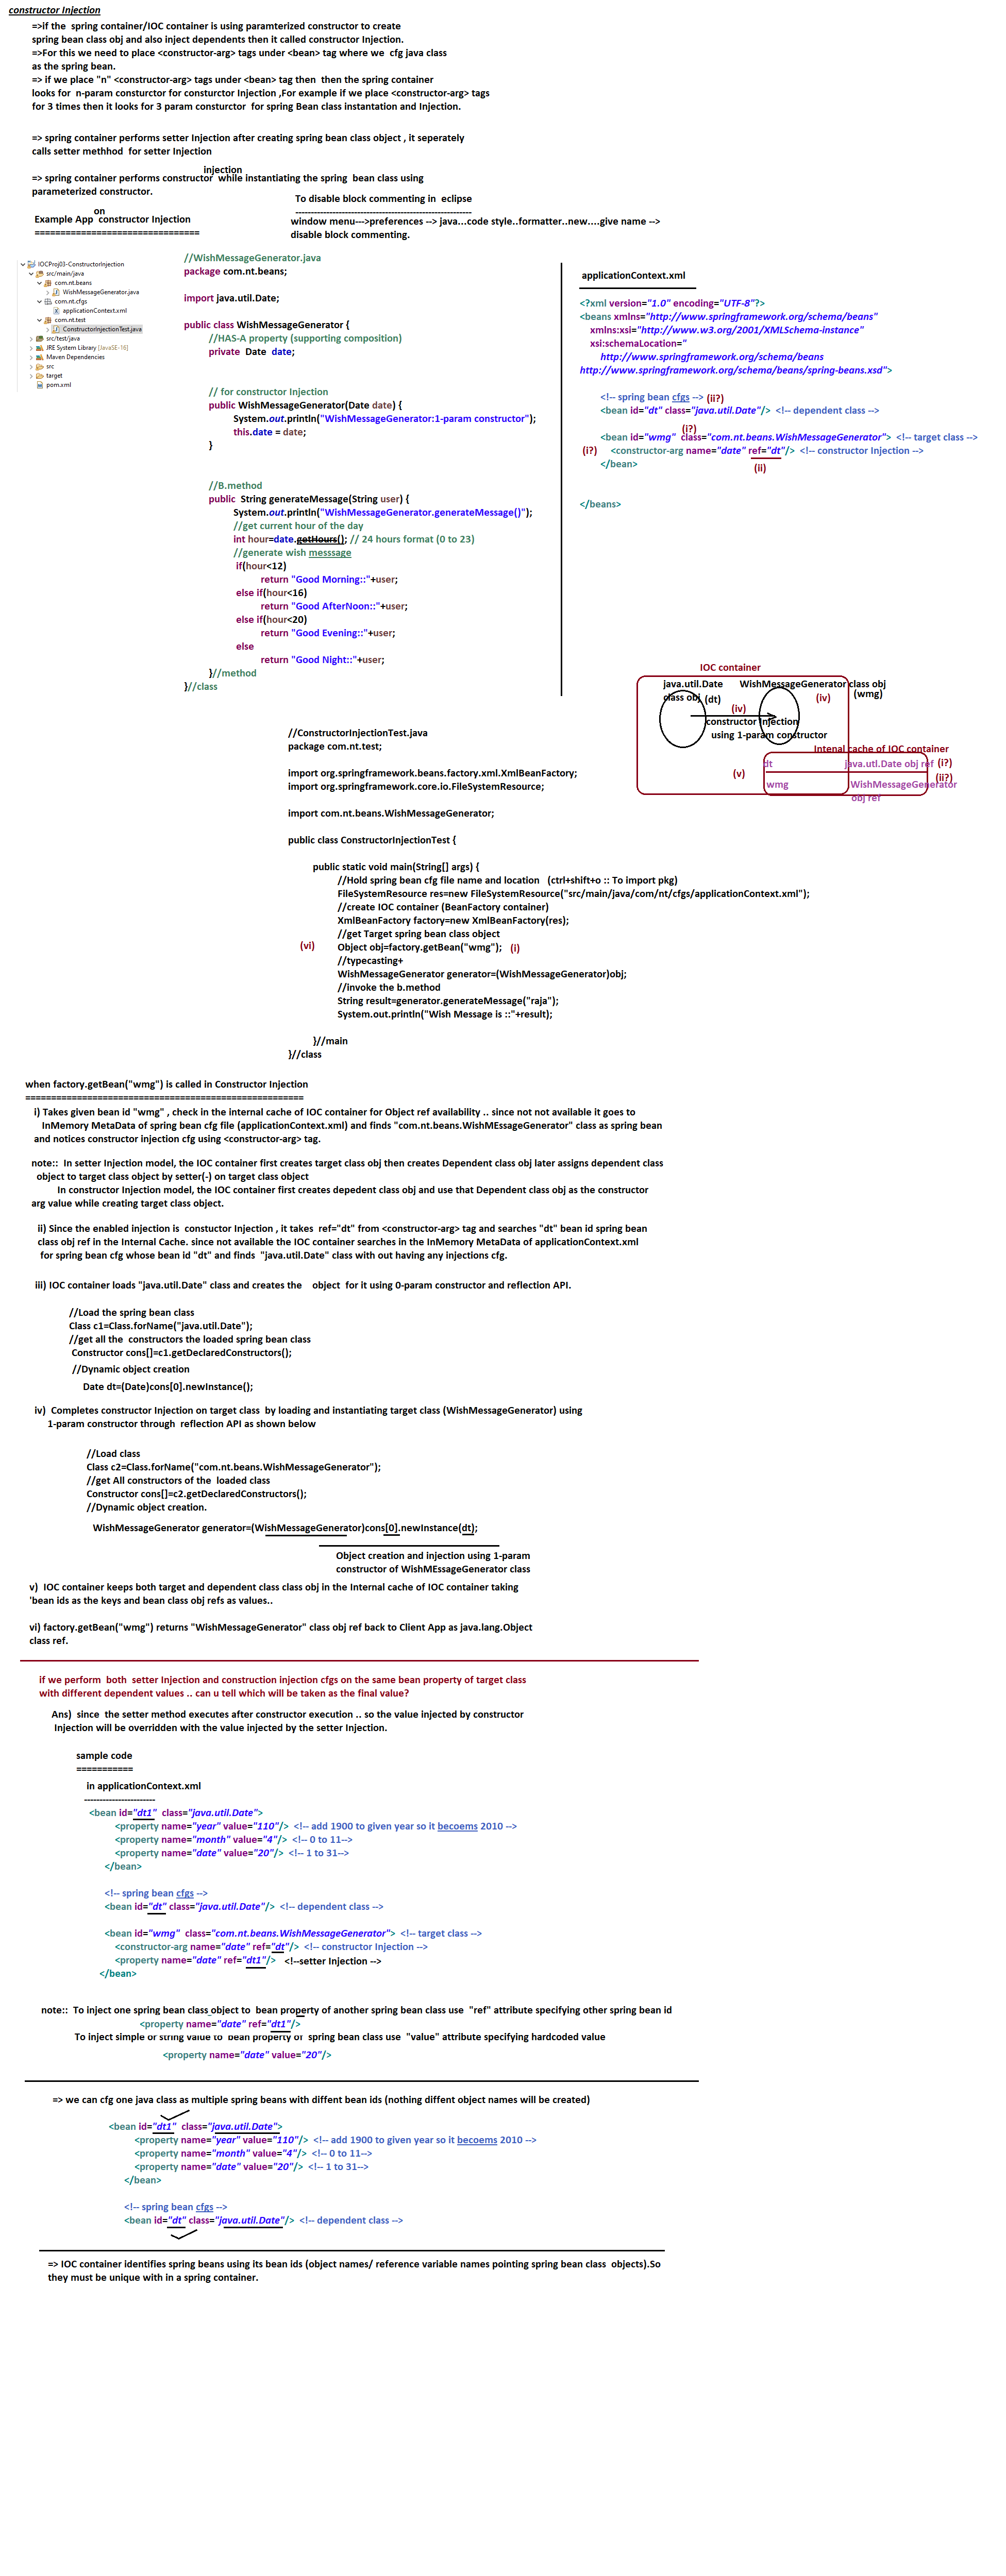 constructor Injection
=>if the  spring container/IOC container is using paramterized constructor to create
spring bean class obj and also inject dependents then it called constructor Injection.
=>For this we need to place <constructor-arg> tags under <bean> tag where we  cfg java class
as the spring bean.
=> if we place "n" <constructor-arg> tags under <bean> tag then  then the spring container
looks for  n-param consturctor for consturctor Injection ,For example if we place <constructor-arg> tags
for 3 times then it looks for 3 param consturctor  for spring Bean class instantation and Injection.
=> spring container performs setter Injection after creating spring bean class object , it seperately
calls setter methhod  for setter Injection
injection
=> spring container performs constructor  while instantiating the spring  bean class using
parameterized constructor.
on
Example App  constructor Injection
================================
To disable block commenting in  eclipse
---------------------------------------------------------
window menu--->preferences --> java...code style..formatter..new....give name -->
disable block commenting.
IOCProj03-ConstructorInjection
src/main/java
com.nt.beans
WishMessageGenerator.java
com.nt.cfgs
applicationContext.xml
com.nt.test
ConstructorInjectionTest.java
src/test/java
JRE System Library [JavaSE-16]
Maven Dependencies
src
target
pom.xml
//WishMessageGenerator.java
package com.nt.beans;
import java.util.Date;
public class WishMessageGenerator {
//HAS-A property (supporting composition)
private  Date  date;
// for constructor Injection
public WishMessageGenerator(Date date) {
System.out.println("WishMessageGenerator:1-param constructor");
this.date = date;
}
//B.method
public  String generateMessage(String user) {
System.out.println("WishMessageGenerator.generateMessage()");
//get current hour of the day
int hour=date.getHours(); // 24 hours format (0 to 23)
//generate wish messsage
if(hour<12)
return "Good Morning::"+user;
else if(hour<16)
return "Good AfterNoon::"+user;
else if(hour<20)
return "Good Evening::"+user;
else
return "Good Night::"+user;
}//method
}//class
applicationContext.xml
<?xml version="1.0" encoding="UTF-8"?>
<beans xmlns="http://www.springframework.org/schema/beans"
xmlns:xsi="http://www.w3.org/2001/XMLSchema-instance"
xsi:schemaLocation="
http://www.springframework.org/schema/beans
http://www.springframework.org/schema/beans/spring-beans.xsd">
<!-- spring bean cfgs --> (ii?)
<bean id="dt" class="java.util.Date"/>  <!-- dependent class -->
(i?)
<bean id="wmg"  class="com.nt.beans.WishMessageGenerator">  <!-- target class -->
(i?) <constructor-arg name="date" ref="dt"/>  <!-- constructor Injection -->
</bean>
(ii)
</beans>
IOC container
java.util.Date
class obj
(dt)
WishMessageGenerator class obj
(wmg)
(iv)
(iv)
constructor Injection
using 1-param constructor
Intenal cache of IOC container
(v)
dt java.utl.Date obj ref (i?)
(ii?)
wmg WishMessageGenerator
obj ref
//ConstructorInjectionTest.java
package com.nt.test;
import org.springframework.beans.factory.xml.XmlBeanFactory;
import org.springframework.core.io.FileSystemResource;
import com.nt.beans.WishMessageGenerator;
public class ConstructorInjectionTest {
public static void main(String[] args) {
//Hold spring bean cfg file name and location   (ctrl+shift+o :: To import pkg)
FileSystemResource res=new FileSystemResource("src/main/java/com/nt/cfgs/applicationContext.xml");
//create IOC container (BeanFactory container)
XmlBeanFactory factory=new XmlBeanFactory(res);
//get Target spring bean class object
(vi) Object obj=factory.getBean("wmg"); (i)
//typecasting+
WishMessageGenerator generator=(WishMessageGenerator)obj;
//invoke the b.method
String result=generator.generateMessage("raja");
System.out.println("Wish Message is ::"+result);
}//main
}//class
when factory.getBean("wmg") is called in Constructor Injection
======================================================
i) Takes given bean id "wmg" , check in the internal cache of IOC container for Object ref availability .. since not not available it goes to
InMemory MetaData of spring bean cfg file (applicationContext.xml) and finds "com.nt.beans.WishMEssageGenerator" class as spring bean
and notices constructor injection cfg using <constructor-arg> tag.
note::  In setter Injection model, the IOC container first creates target class obj then creates Dependent class obj later assigns dependent class
object to target class object by setter(-) on target class object
In constructor Injection model, the IOC container first creates depedent class obj and use that Dependent class obj as the constructor
arg value while creating target class object.
ii) Since the enabled injection is  constuctor Injection , it takes  ref="dt" from <constructor-arg> tag and searches "dt" bean id spring bean
class obj ref in the Internal Cache. since not available the IOC container searches in the InMemory MetaData of applicationContext.xml
for spring bean cfg whose bean id "dt" and finds  "java.util.Date" class with out having any injections cfg.
iii) IOC container loads "java.util.Date" class and creates the    object  for it using 0-param constructor and reflection API.
//Load the spring bean class
Class c1=Class.forName("java.util.Date");
//get all the  constructors the loaded spring bean class
Constructor cons[]=c1.getDeclaredConstructors();
//Dynamic object creation
Date dt=(Date)cons[0].newInstance();
iv)  Completes constructor Injection on target class  by loading and instantiating target class (WishMessageGenerator) using
1-param constructor through  reflection API as shown below
//Load class
Class c2=Class.forName("com.nt.beans.WishMessageGenerator");
//get All constructors of the  loaded class
Constructor cons[]=c2.getDeclaredConstructors();
//Dynamic object creation.
WishMessageGenerator generator=(WishMessageGenerator)cons[0].newInstance(dt);
Object creation and injection using 1-param
constructor of WishMEssageGenerator class
v)  IOC container keeps both target and dependent class class obj in the Internal cache of IOC container taking
'bean ids as the keys and bean class obj refs as values..
vi) factory.getBean("wmg") returns "WishMessageGenerator" class obj ref back to Client App as java.lang.Object
class ref.
if we perform  both  setter Injection and construction injection cfgs on the same bean property of target class
with different dependent values .. can u tell which will be taken as the final value?
Ans)  since  the setter method executes after constructor execution .. so the value injected by constructor
Injection will be overridden with the value injected by the setter Injection.
sample code
===========
in applicationContext.xml
-----------------------
<bean id="dt1"  class="java.util.Date">
<property name="year" value="110"/>  <!-- add 1900 to given year so it becoems 2010 -->
<property name="month" value="4"/>  <!-- 0 to 11-->
<property name="date" value="20"/>  <!-- 1 to 31-->
</bean>
<!-- spring bean cfgs -->
<bean id="dt" class="java.util.Date"/>  <!-- dependent class -->
<bean id="wmg"  class="com.nt.beans.WishMessageGenerator">  <!-- target class -->
<constructor-arg name="date" ref="dt"/>  <!-- constructor Injection -->
<property name="date" ref="dt1"/>   <!--setter Injection -->
</bean>
note::  To inject one spring bean class object to  bean property of another spring bean class use  "ref" attribute specifying other spring bean id
<property name="date" ref="dt1"/>
To inject simple or string value to  bean property of  spring bean class use  "value" attribute specifying hardcoded value
<property name="date" value="20"/>
=> we can cfg one java class as multiple spring beans with diffent bean ids (nothing diffent object names will be created)
<bean id="dt1"  class="java.util.Date">
<property name="year" value="110"/>  <!-- add 1900 to given year so it becoems 2010 -->
<property name="month" value="4"/>  <!-- 0 to 11-->
<property name="date" value="20"/>  <!-- 1 to 31-->
</bean>
<!-- spring bean cfgs -->
<bean id="dt" class="java.util.Date"/>  <!-- dependent class -->
=> IOC container identifies spring beans using its bean ids (object names/ reference variable names pointing spring bean class  objects).So
they must be unique with in a spring container.